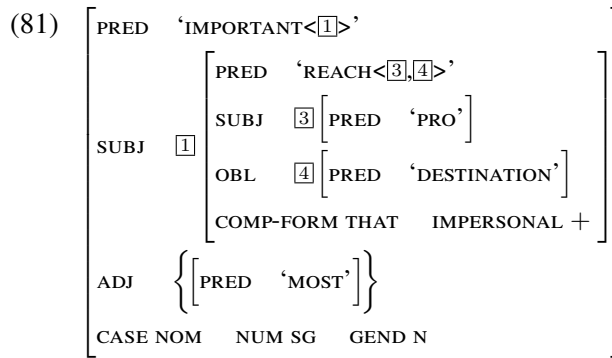 (81) PRED ‘IMPORTANT<1>’
PRED ‘REACH<3,4>’
SUBJ 3 [PRED ‘PRO’]
SUBJ 1
OBL 4 [PRED ‘DESTINATION’]
COMP-FORM THAT IMPERSONAL +
ADJ {[PRED ‘MOST’]}
CASE NOM NUM SG GEND N